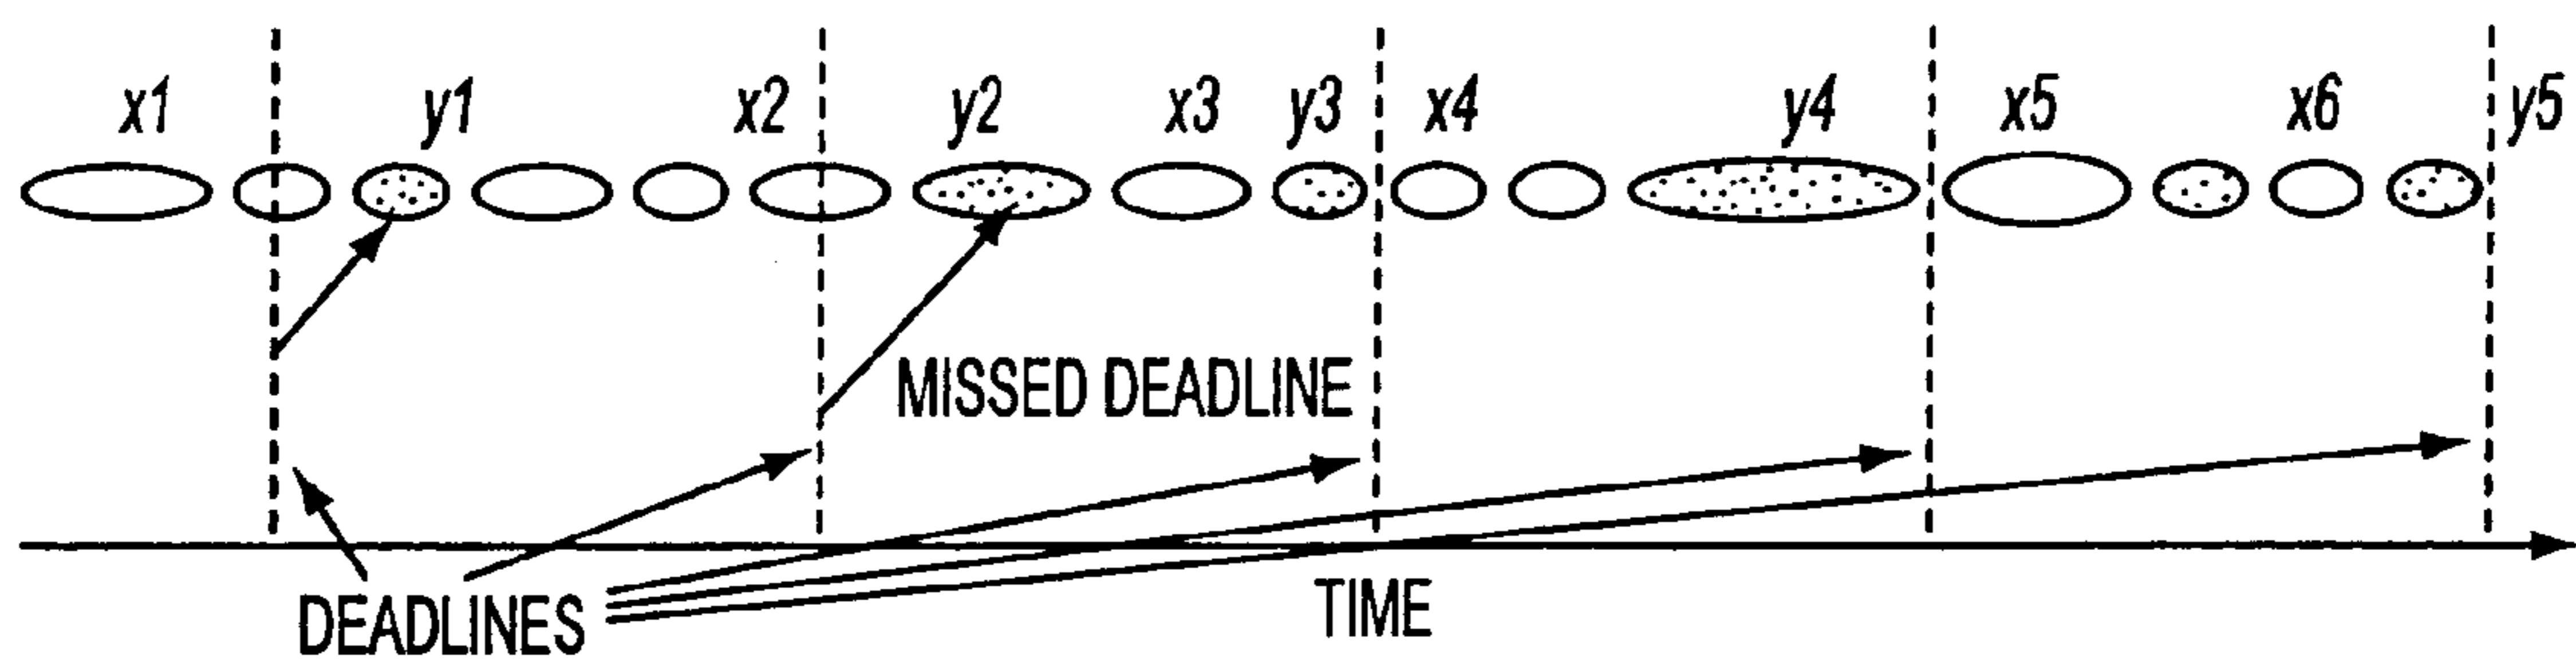 x1 y1 x2 y2 x3 y3 x4 y4 x5 x6 y5
MISSED DEADLINE
DEADLINES
TIME